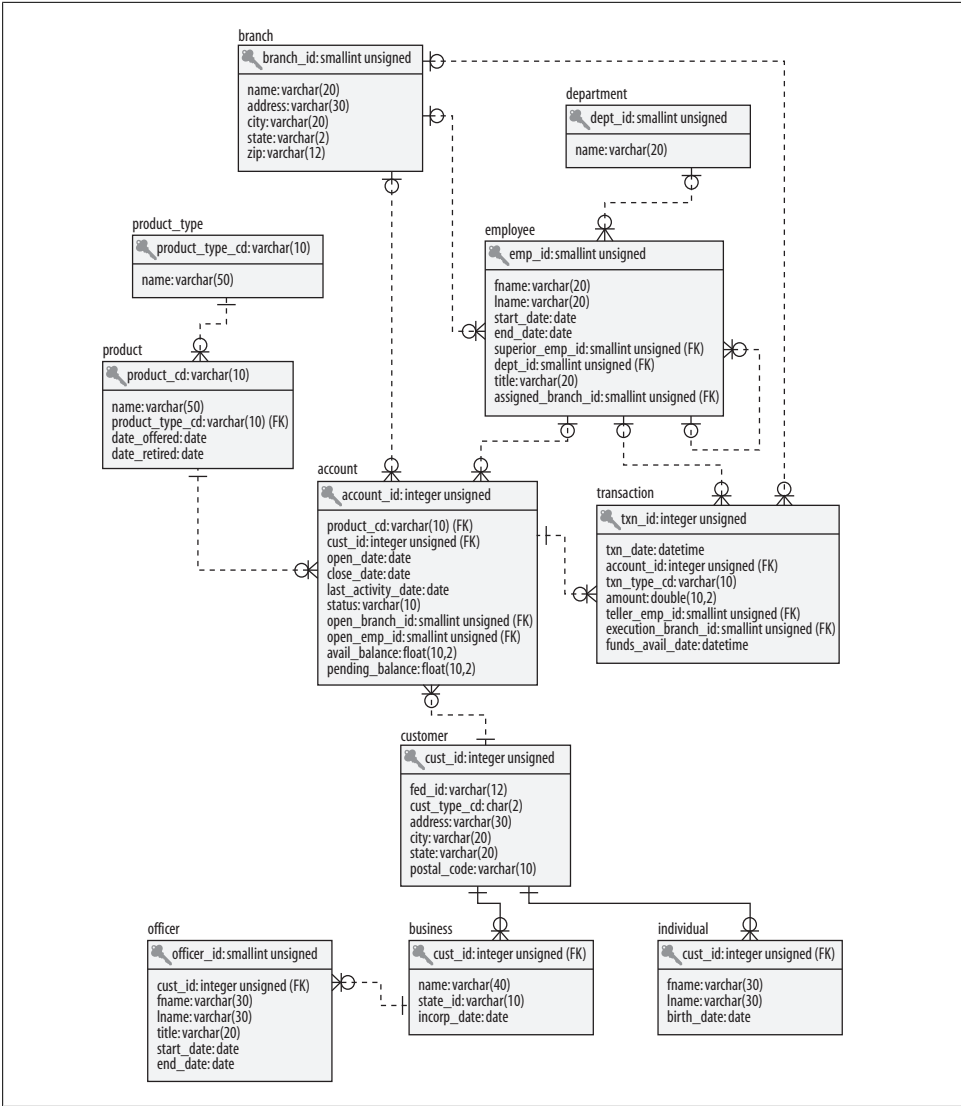 branch
branch_id: smallint unsigned
name: varchar(20)
address: varchar(30)
city: varchar(20)
state: varchar(2)
zip: varchar(12)
department
dept_id: smallint unsigned
name: varchar(20)
product_type
product_type_cd: varchar(10)
name: varchar(50)
employee
emp_id: smallint unsigned
fname: varchar(20)
lname: varchar(20)
start_date: date
end_date: date
superior_emp_id: smallint unsigned (FK)
dept_id: smallint unsigned (FK)
title: varchar(20)
assigned_branch_id: smallint unsigned (FK)
product
product_cd: varchar(10)
name: varchar(50)
product_type_cd: varchar(10) (FK)
date_offered: date
date_retired: date
account
account_id: integer unsigned
product_cd: varchar(10) (FK)
cust_id: integer unsigned (FK)
open_date: date
close_date: date
last_activity_date: date
status: varchar(10)
open_branch_id: smallint unsigned (FK)
open_emp_id: smallint unsigned (FK)
avail_balance: float(10,2)
pending_balance: float(10,2)
transaction
txn_id: integer unsigned
txn_date: datetime
account_id: integer unsigned (FK)
txn_type_cd: varchar(10)
amount: double(10,2)
teller_emp_id: smallint unsigned (FK)
execution_branch_id: smallint unsigned (FK)
funds_avail_date: datetime
customer
cust_id: integer unsigned
fed_id: varchar(12)
cust_type_cd: char(2)
address: varchar(30)
city: varchar(20)
state: varchar(20)
postal_code: varchar(10)
officer
officer_id: smallint unsigned
cust_id: integer unsigned (FK)
fname: varchar(30)
lname: varchar(30)
title: varchar(20)
start_date: date
end_date: date
business
cust_id: integer unsigned (FK)
name: varchar(40)
state_id: varchar(10)
incorp_date: date
individual
cust_id: integer unsigned (FK)
fname: varchar(30)
lname: varchar(30)
birth_date: date